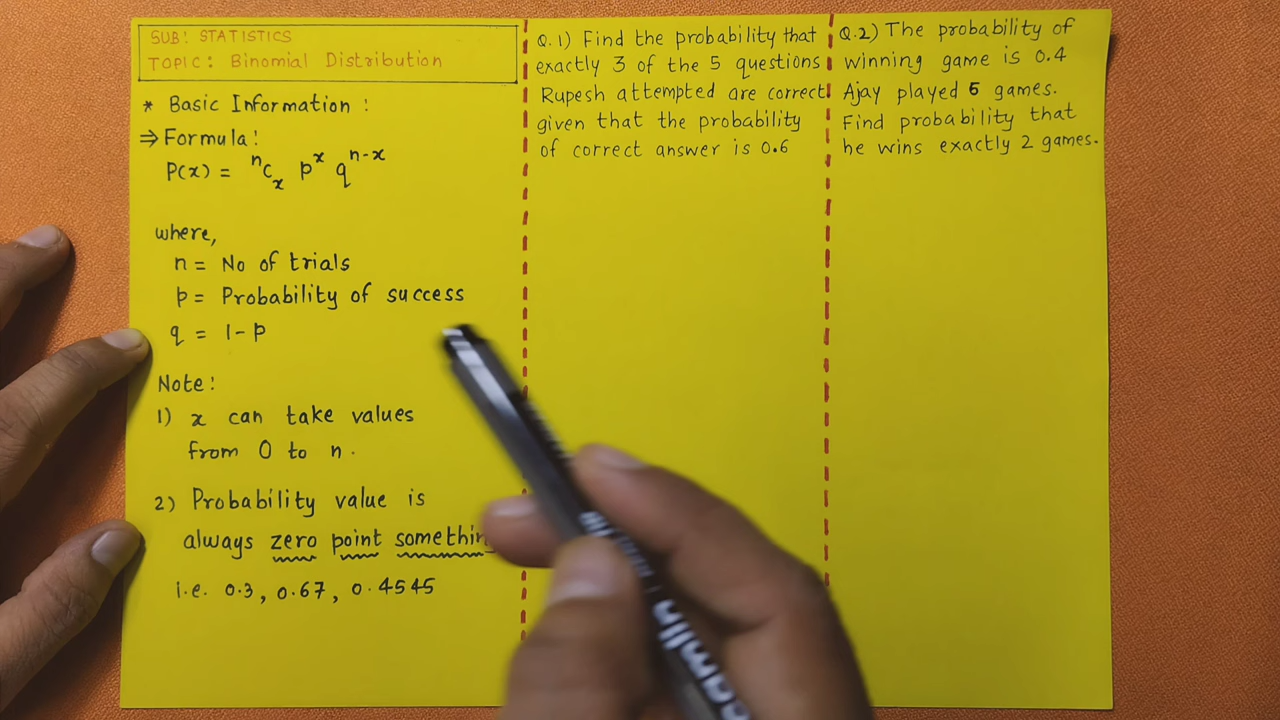 SUB: STATISTICS
TOPIC: Binomial Distribution
* Basic Information :
⇒ Formula:
P(x) = ⁿCₓ pˣ qⁿ⁻ˣ
where,
n = No of trials
p = Probability of success
q = 1-p
Note:
1) x can take values
from 0 to n.
2) Probability value is
always zero point somethin
i.e. 0.3, 0.67, 0.4545
Q.1) Find the probability that
exactly 3 of the 5 questions
Rupesh attempted are correct
given that the probability
of correct answer is 0.6
Q.2) The probability of
winning game is 0.4
Ajay played games.
Find probability that
he wins exactly 2 games.